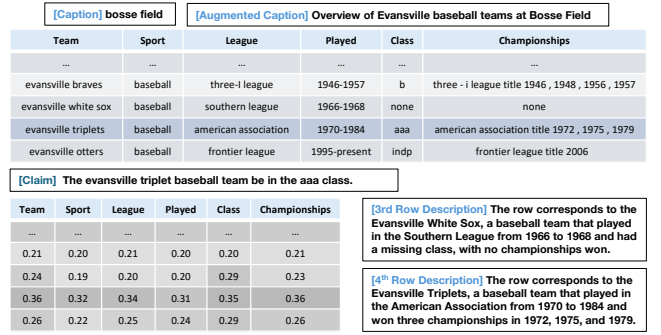 [Caption] bosse field
[Augmented Caption] Overview of Evansville baseball teams at Bosse Field
Team Sport League Played Class Championships
... ... ... ... ... ...
evansville braves baseball three-I league 1946-1957 b three - i league title 1946 , 1948 , 1956 , 1957
evansville white sox baseball southern league 1966-1968 none none
evansville triplets baseball american association 1970-1984 aaa american association title 1972 , 1975 , 1979
evansville otters baseball frontier league 1995-present indp frontier league title 2006
[Claim] The evansville triplet baseball team be in the aaa class.
Team Sport League Played Class Championships
... ... ... ... ... ...
0.21 0.20 0.21 0.20 0.20 0.21
0.24 0.19 0.20 0.20 0.29 0.23
0.36 0.32 0.34 0.31 0.35 0.36
0.26 0.22 0.25 0.24 0.29 0.26
[3rd Row Description] The row corresponds to the
Evansville White Sox, a baseball team that played
in the Southern League from 1966 to 1968 and had
a missing class, with no championships won.
[4th Row Description] The row corresponds to the
Evansville Triplets, a baseball team that played in
the American Association from 1970 to 1984 and
won three championships in 1972, 1975, and 1979.